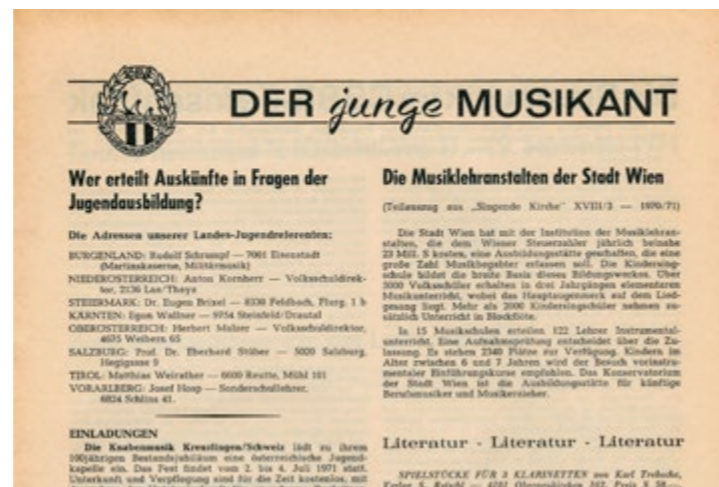 DER junge MUSIKANT
Wer erteilt Auskünfte in Fragen der
Jugendausbildung?
Die Adressen unserer Landes-Jugendreferenten:
BURGENLAND: Rudolf Schrumpf — 7001 Eisenstadt
(Martinskaserne, Militärmusik)
NIEDERÖSTERREICH: Anton Kornherr — Volksschuldirek-
tor, 2136 Laa/Thaya
STEIERMARK: Dr. Eugen Brixel — 8330 Feldbach, Flurg. 1 b
KÄRNTEN: Egon Wallner — 9754 Steinfeld/Drautal
OBERÖSTERREICH: Herbert — Volksschuldirektor,
4675 Weibern 65
SALZBURG: Prof. Dr. Eberhard Stüber — 5020 Salzburg,
9
TIROL: Matthias Weirather — 6600 Reutte, Mühl 101
VORARLBERG: Josef Hosp — Sonderschullehrer,
6824 Schlins 41.
EINLADUNGEN
Die Knabenmusik Kreuzlingen/Schweiz lädt zu ihrem
100jährigen Bestandsjubiläum eine österreichische Jugend-
kapelle ein. Das Fest findet vom 2. bis 4. Juli 1971 statt.
Unterkunft und Verpflegung sind für die Zeit kostenlos, mit
Die Musiklehranstalten der Stadt Wien
(Teilauszug aus „Singende Kirche" XVIII/3 — 1970/71)
Die Stadt Wien hat mit der Institution der Musiklehran-
stalten, die dem Wiener Steuerzahler jährlich beinahe
23 Mill. S kosten, eine Ausbildungsstätte geschaffen, die eine
große Zahl Musikbegabter erfassen soll. Die Kindersing-
schule bildet die breite Basis dieses Bildungswerkes. Über
5000 Volksschüler erhalten in drei Jahrgängen elementaren
Musikunterricht, wobei das Hauptaugenmerk auf dem Lied-
gesang liegt. Mehr als 2000 Kindersingschüler nehmen zu-
sätzlich Unterricht in Blockflöte.
In 15 Musikschulen erteilen 122 Lehrer Instrumental-
unterricht. Eine Aufnahmsprüfung entscheidet über die Zu-
lassung. Es stehen 2340 Plätze zur Verfügung. Kindern im
Alter zwischen 6 und 7 Jahren wird der Besuch vorinstru-
mentaler Einführungskurse empfohlen. Das Konservatorium
der Stadt Wien ist die Ausbildungsstätte für künftige
Berufsmusiker und Musikerzieher.
Literatur - Literatur - Literatur
SPIELSTÜCKE FÜR 3 KLARINETTEN von Karl